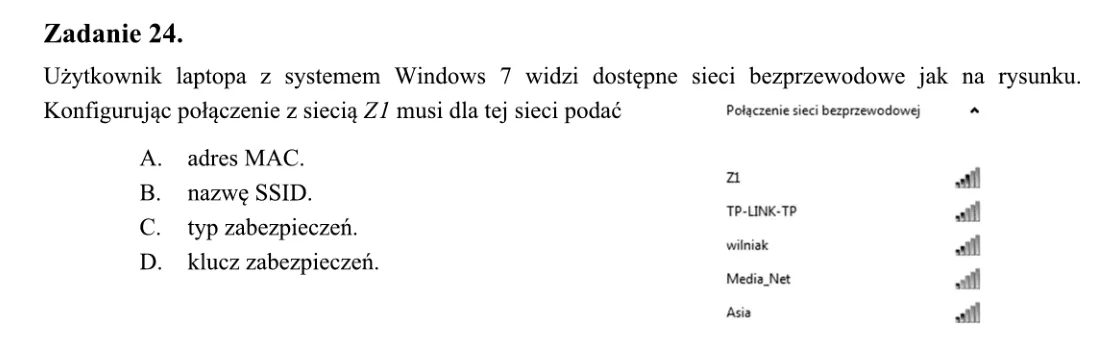 Zadanie 24.
Użytkownik laptopa z systemem Windows 7 widzi dostępne sieci bezprzewodowe jak na rysunku.
Konfigurując połączenie z siecią Z1 musi dla tej sieci podać
A. adres MAC.
B. nazwę SSID.
C. typ zabezpieczeń.
D. klucz zabezpieczeń.
Połączenie sieci bezprzewodowej
Z1
TP-LINK-TP
wilniak
Media_Net
Asia